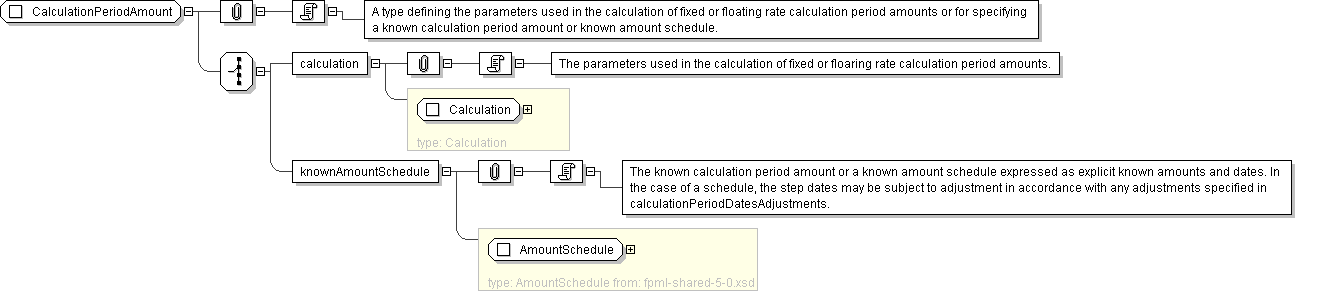 CalculationPeriodAmount
A type defining the parameters used in the calculation of fixed or floating rate calculation period amounts or for specifying
a known calculation period amount or known amount schedule.
calculation
The parameters used in the calculation of fixed or floaring rate calculation period amounts.
Calculation
type: Calculation
knownAmountSchedule
The known calculation period amount or a known amount schedule expressed as explicit known amounts and dates. In
the case of a schedule, the step dates may be subject to adjustment in accordance with any adjustments specified in
calculationPeriodDatesAdjustments.
AmountSchedule
type: AmountSchedule from: fpml-shared-5-0.xsd